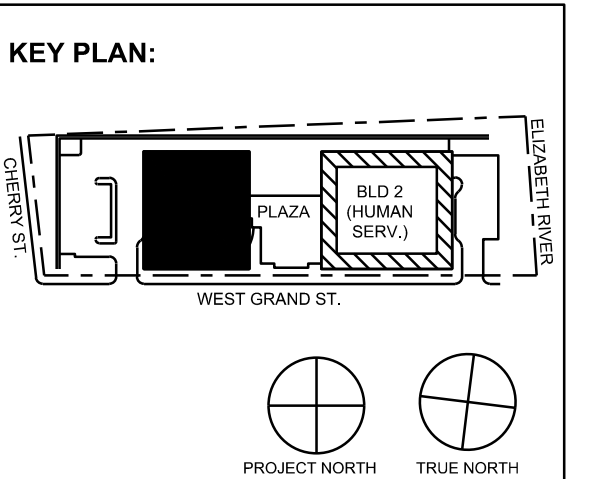 KEY PLAN:
CHERRY ST.
PLAZA
BLD 2
(HUMAN
SERV.)
ELIZABETH RIVER
WEST GRAND ST.
PROJECT NORTH
TRUE NORTH